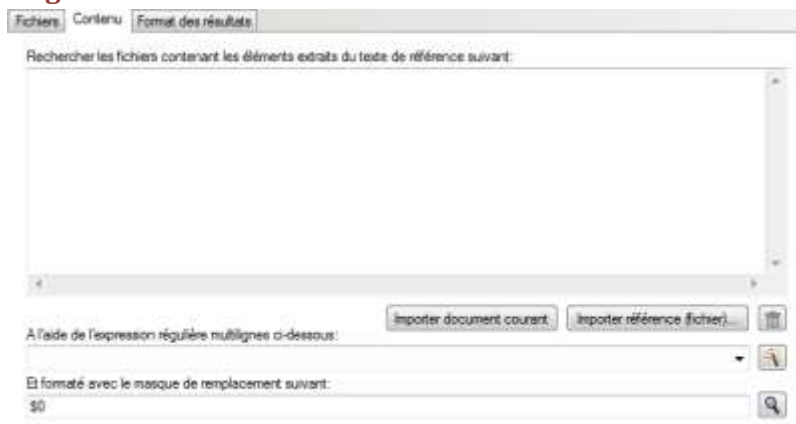 Fichiers Contenu Format des résultats
Rechercher les fichiers contenant les éléments extraits du texte de référence suivant:
Importer document courant Importer référence (fichier)...
A l'aide de l'expression régulière multilignes ci-dessous:
Et formaté avec le masque de remplacement suivant:
$0